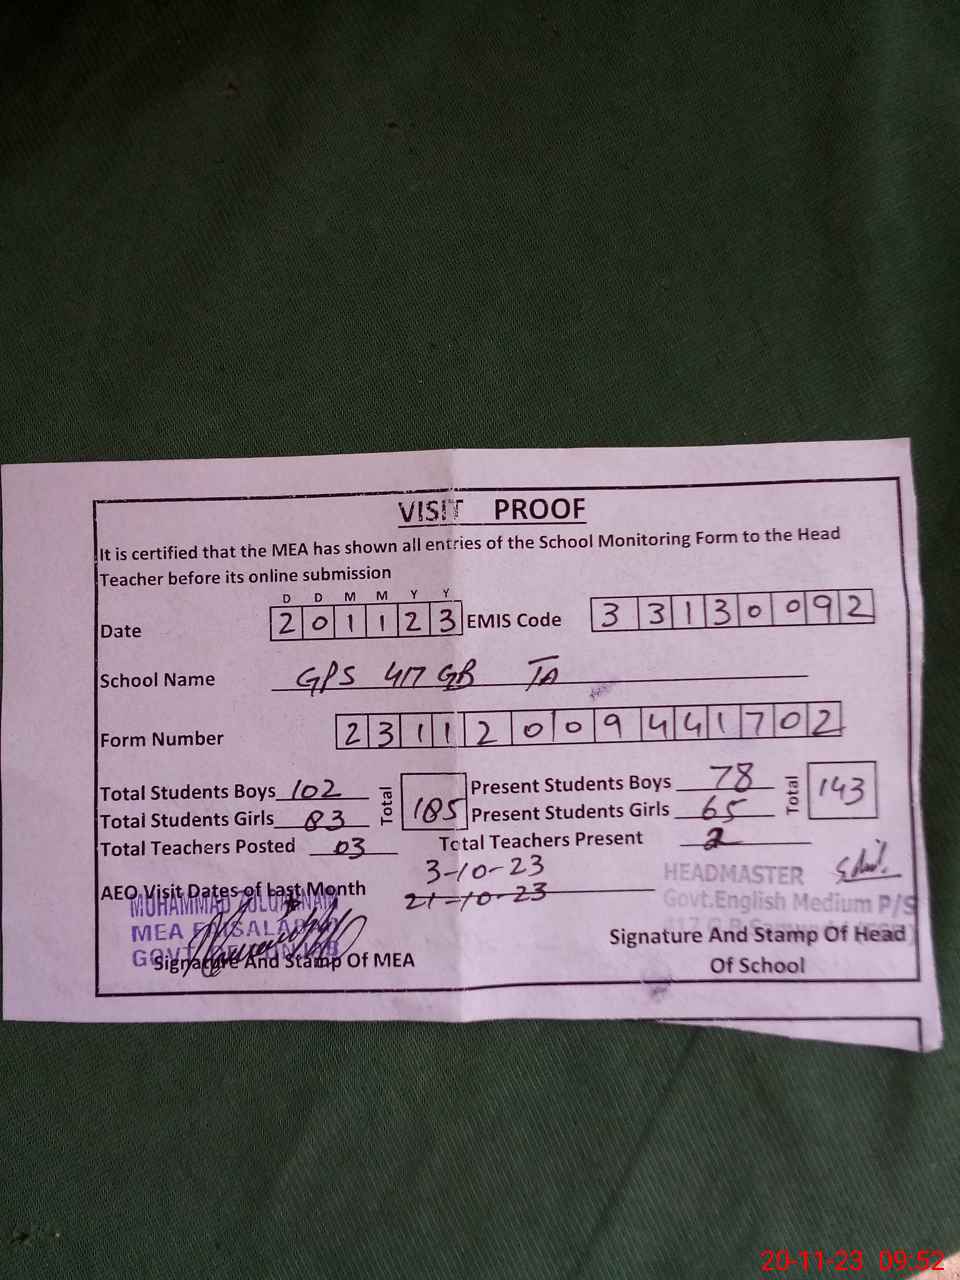 VISIT PROOF
It is certified that the MEA has shown all entries of the School Monitoring Form to the Head
Teacher before its online submission
D D M M Y Y
Date 2 0 1 1 2 3 EMIS Code 3 3 1 3 0 0 9 2
School Name GPS 417 GB TA
Form Number 2 3 1 1 2 0 0 9 4 4 1 7 0 2
Total Students Boys 102 Total 185 Present Students Boys 78 Total 143
Total Students Girls 83 Present Students Girls 65
Total Teachers Posted 03 Total Teachers Present 2
3-10-23
AEO Visit Dates of Last Month 21-10-23
HEADMASTER
Govt.English Medium P/S
MUHAMMAD
MEA FAISALABAD
GOVT
Signature And Stamp Of MEA
Signature And Stamp Of Head
Of School
20-11-23 09:52